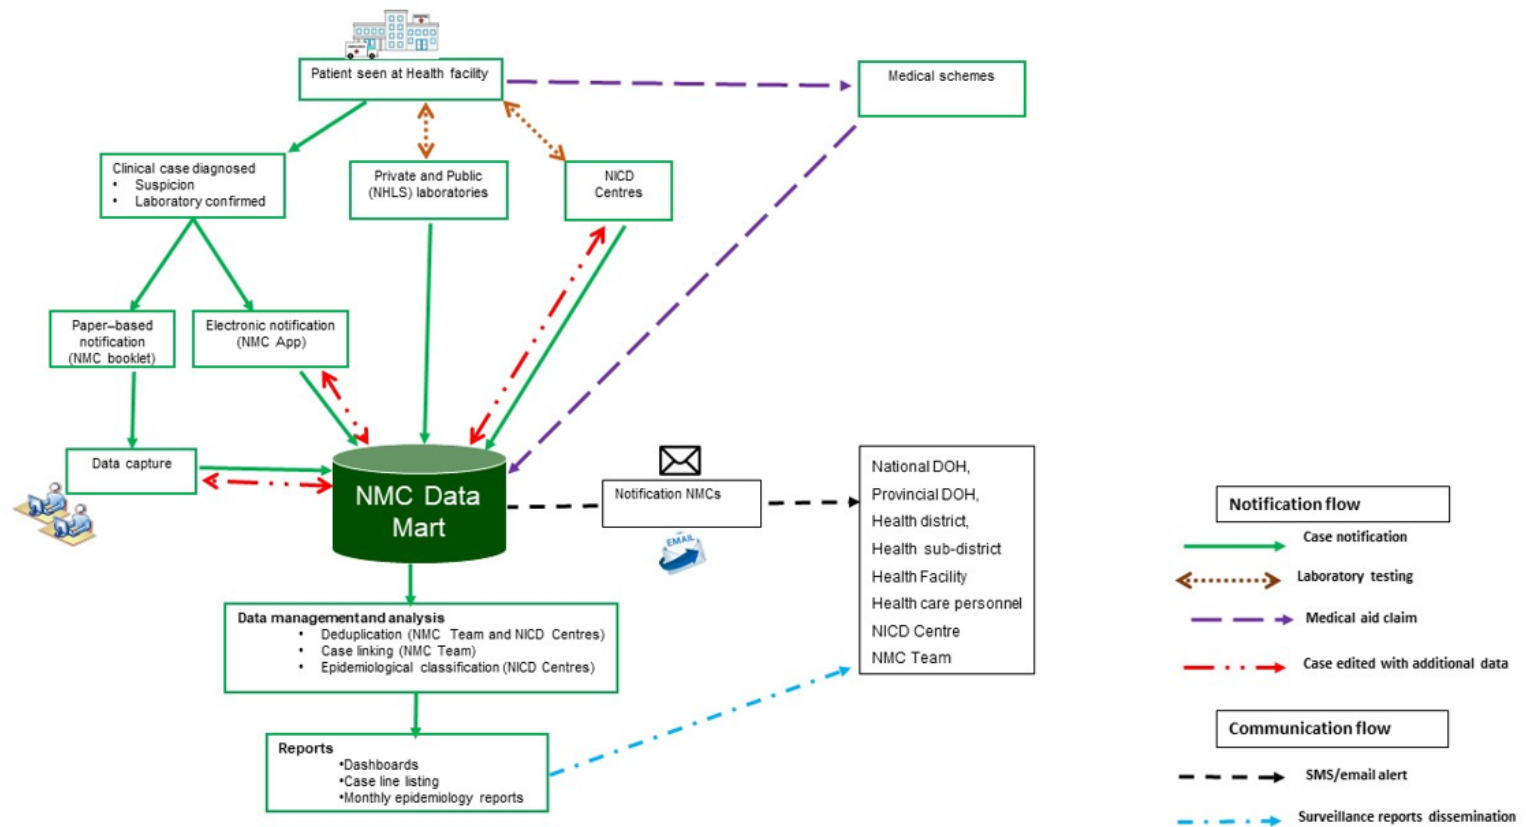 Patient seen at Health facility
Medical schemes
Clinical case diagnosed
• Suspicion
• Laboratory confirmed
Private and Public
(NHLS) laboratories
NICD
Centres
Paper–based
notification
(NMC booklet)
Electronic notification
(NMC App)
Data capture
NMC Data
Mart
Notification NMCs
EMAIL
National DOH,
Provincial DOH,
Health district,
Health sub-district
Health Facility
Health care personnel
NICD Centre
NMC Team
Data management and analysis
• Deduplication (NMC Team and NICD Centres)
• Case linking (NMC Team)
• Epidemiological classification (NICD Centres)
Reports
•Dashboards
•Case line listing
•Monthly epidemiology reports
Notification flow
Case notification
Laboratory testing
Medical aid claim
Case edited with additional data
Communication flow
SMS/email alert
Surveillance reports dissemination